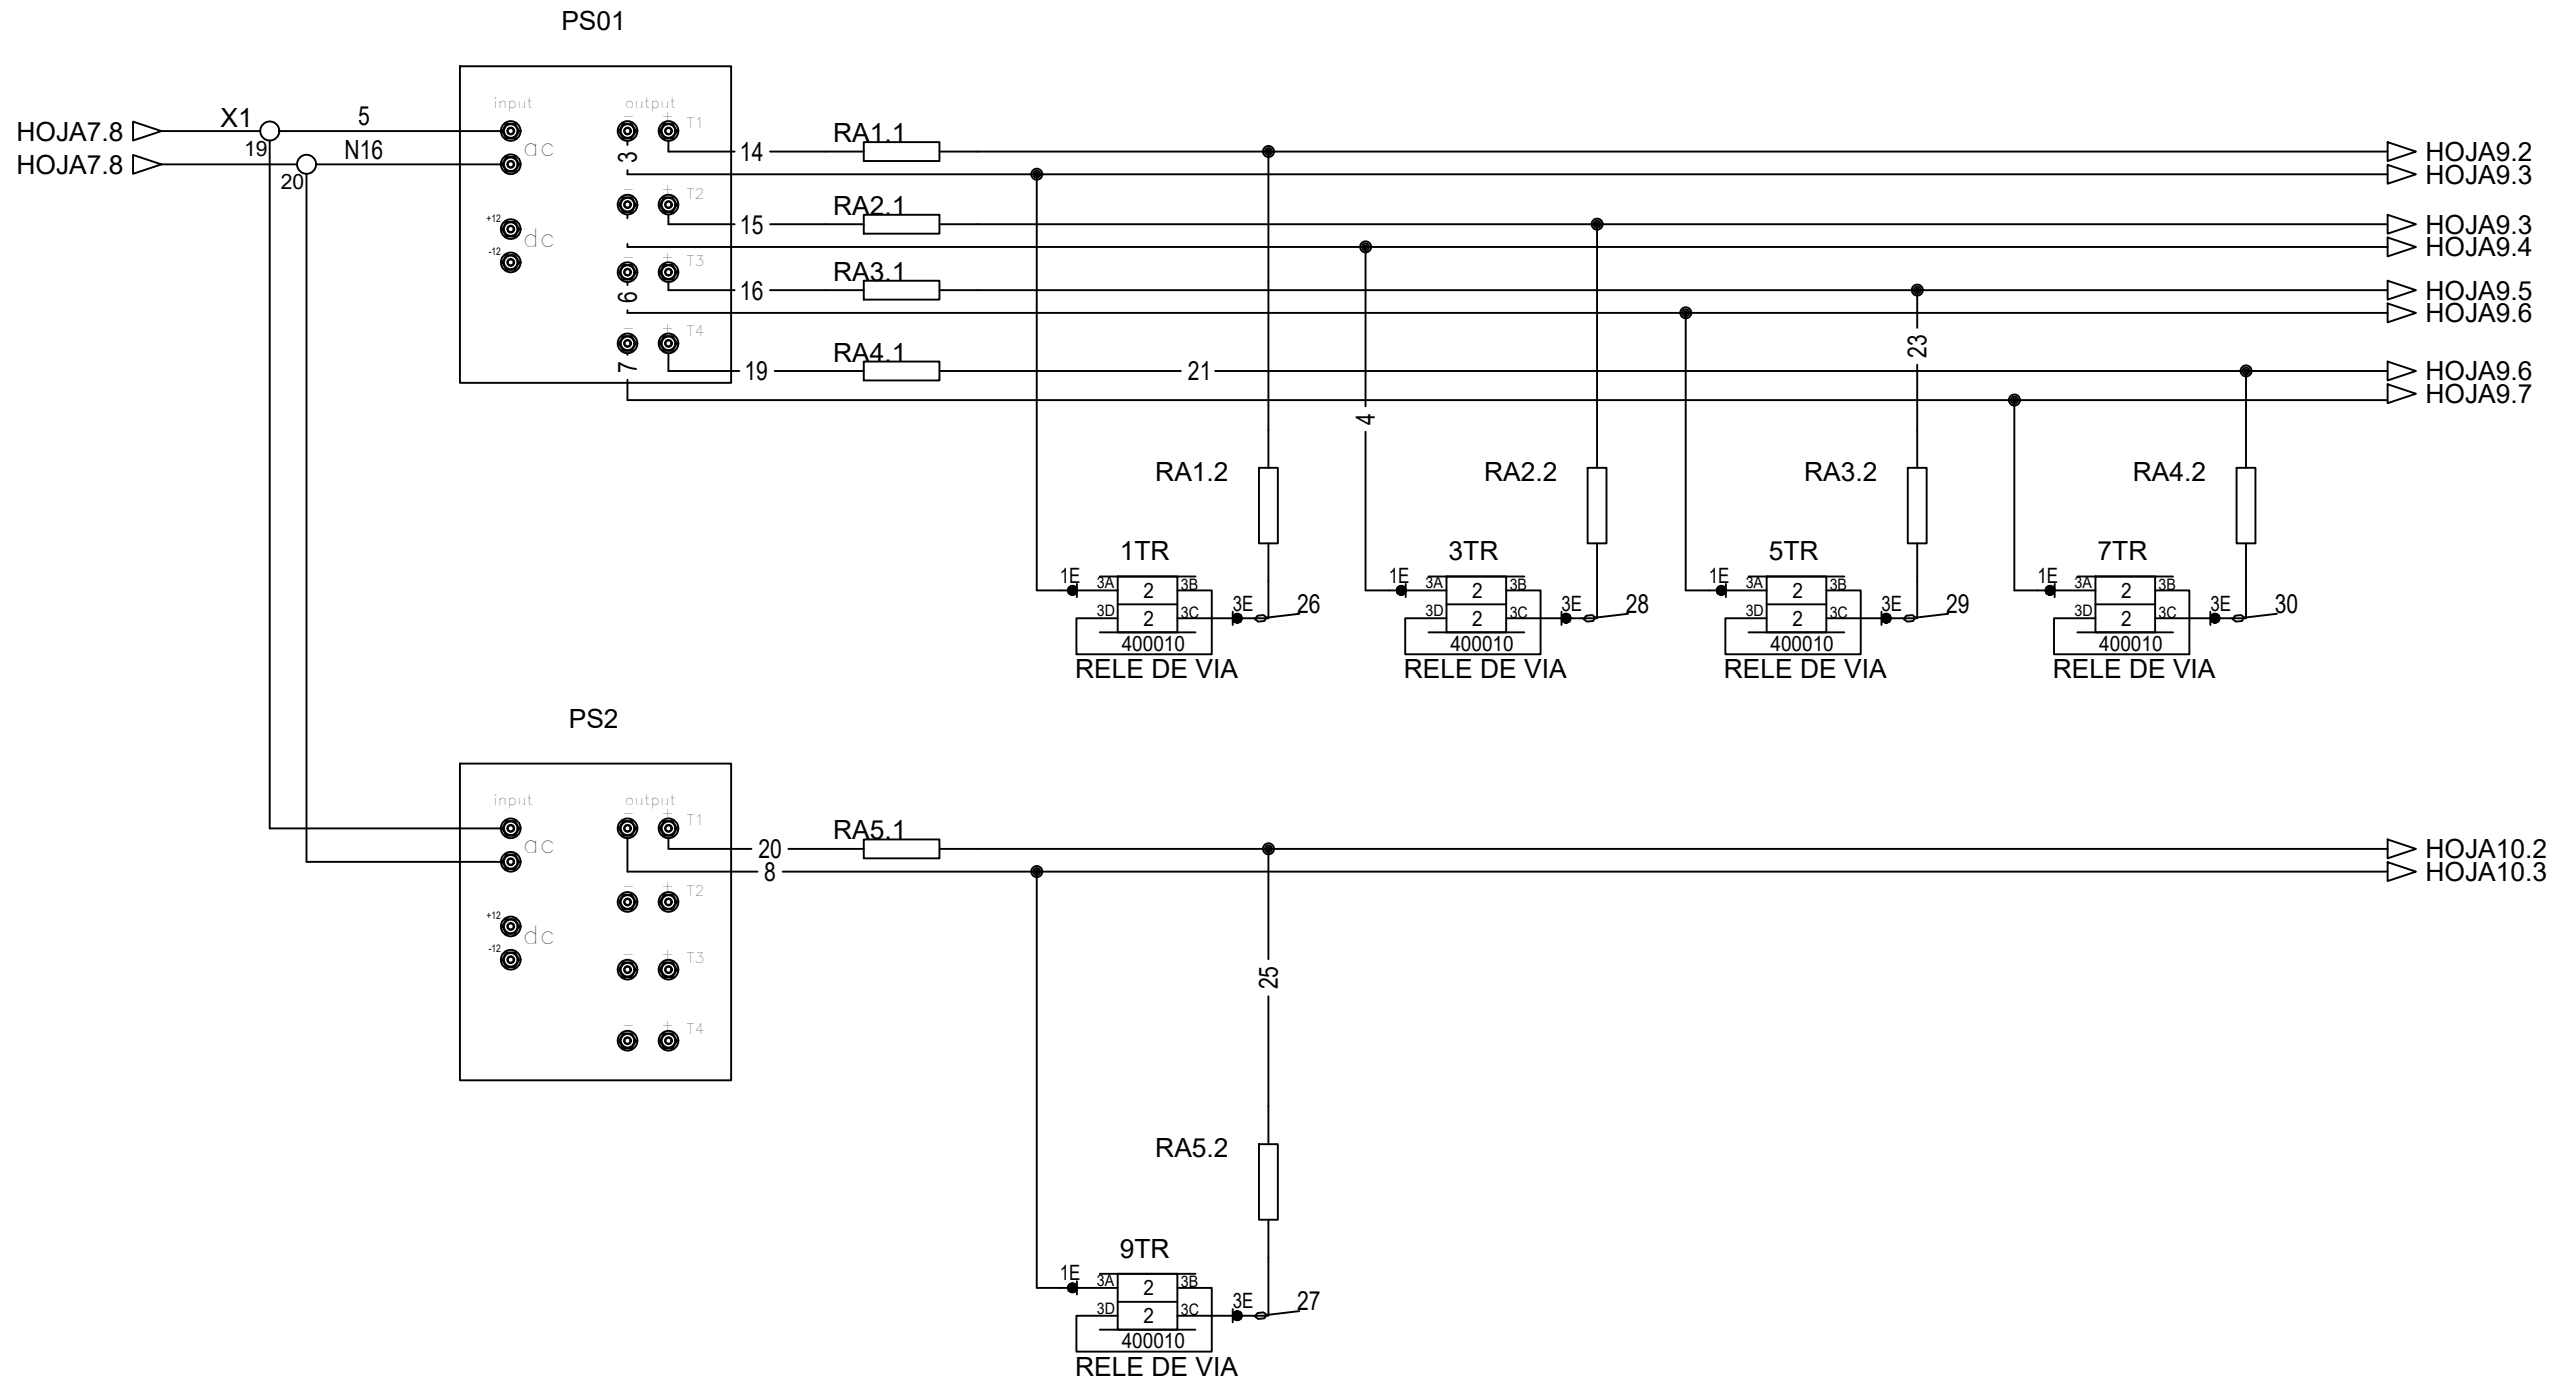 PS01
input
output
HOJA7.8
X1
5
19
HOJA7.8
N16
20
ac
- + T1
3
14
RA1.1
HOJA9.2
HOJA9.3
- + T2
15
RA2.1
HOJA9.3
HOJA9.4
+12
dc
-12
- + T3
6
16
RA3.1
HOJA9.5
HOJA9.6
- + T4
7
19
RA4.1
21
HOJA9.6
HOJA9.7
23
4
RA1.2
RA2.2
RA3.2
RA4.2
1TR
3TR
5TR
7TR
1E 3A 2 3B
3D 2 3C 3E 26
400010
RELE DE VIA
1E 3A 2 3B
3D 2 3C 3E 28
400010
RELE DE VIA
1E 3A 2 3B
3D 2 3C 3E 29
400010
RELE DE VIA
1E 3A 2 3B
3D 2 3C 3E 30
400010
RELE DE VIA
PS2
input
output
ac
- + T1
20
RA5.1
HOJA10.2
8
HOJA10.3
- + T2
+12
dc
-12
- + T3
- + T4
25
RA5.2
9TR
1E 3A 2 3B
3D 2 3C 3E 27
400010
RELE DE VIA